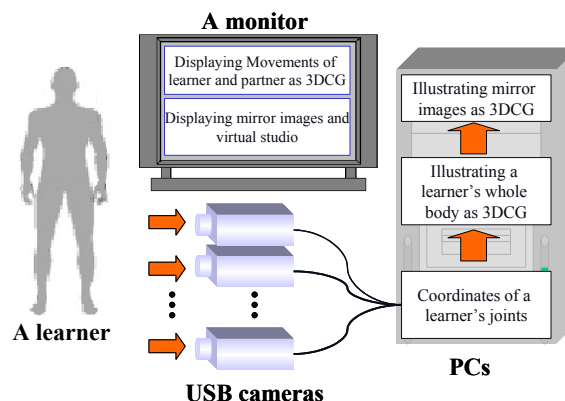 A monitor
Displaying Movements of
learner and partner as 3DCG
Displaying mirror images and
virtual studio
Illustrating mirror
images as 3DCG
Illustrating a
learner's whole
body as 3DCG
Coordinates of a
learner's joints
A learner
USB cameras
PCs